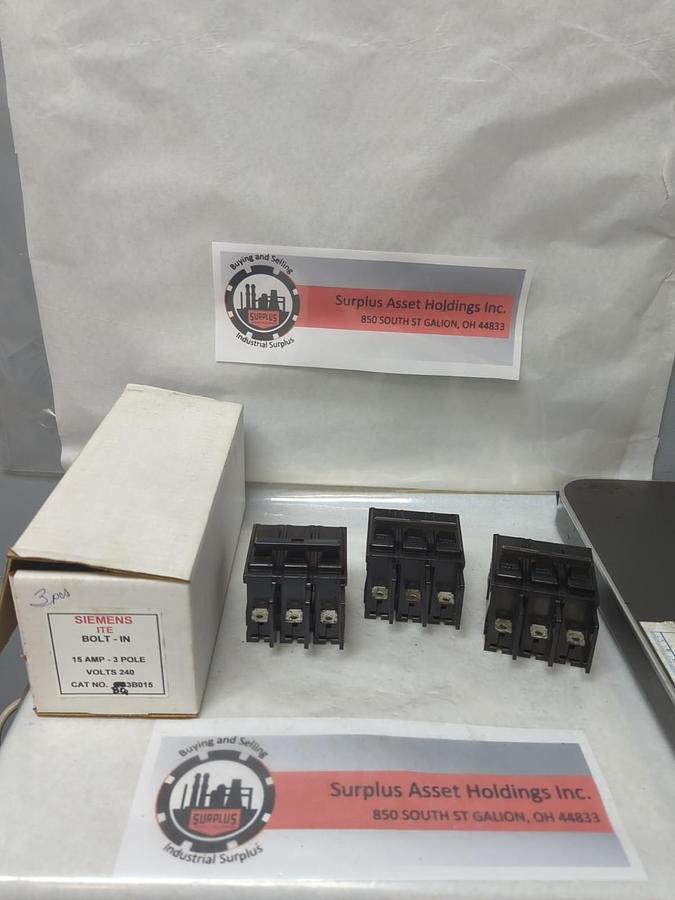 Buying and Selling
SURPLUS
Industrial Surplus
Surplus Asset Holdings Inc.
850 SOUTH ST GALION, OH 44833
3 pcs
SIEMENS
ITE
BOLT - IN
15 AMP - 3 POLE
VOLTS 240
CAT NO. BQ3B015
Buying and Selling
SURPLUS
Industrial Surplus
Surplus Asset Holdings Inc.
850 SOUTH ST GALION, OH 44833